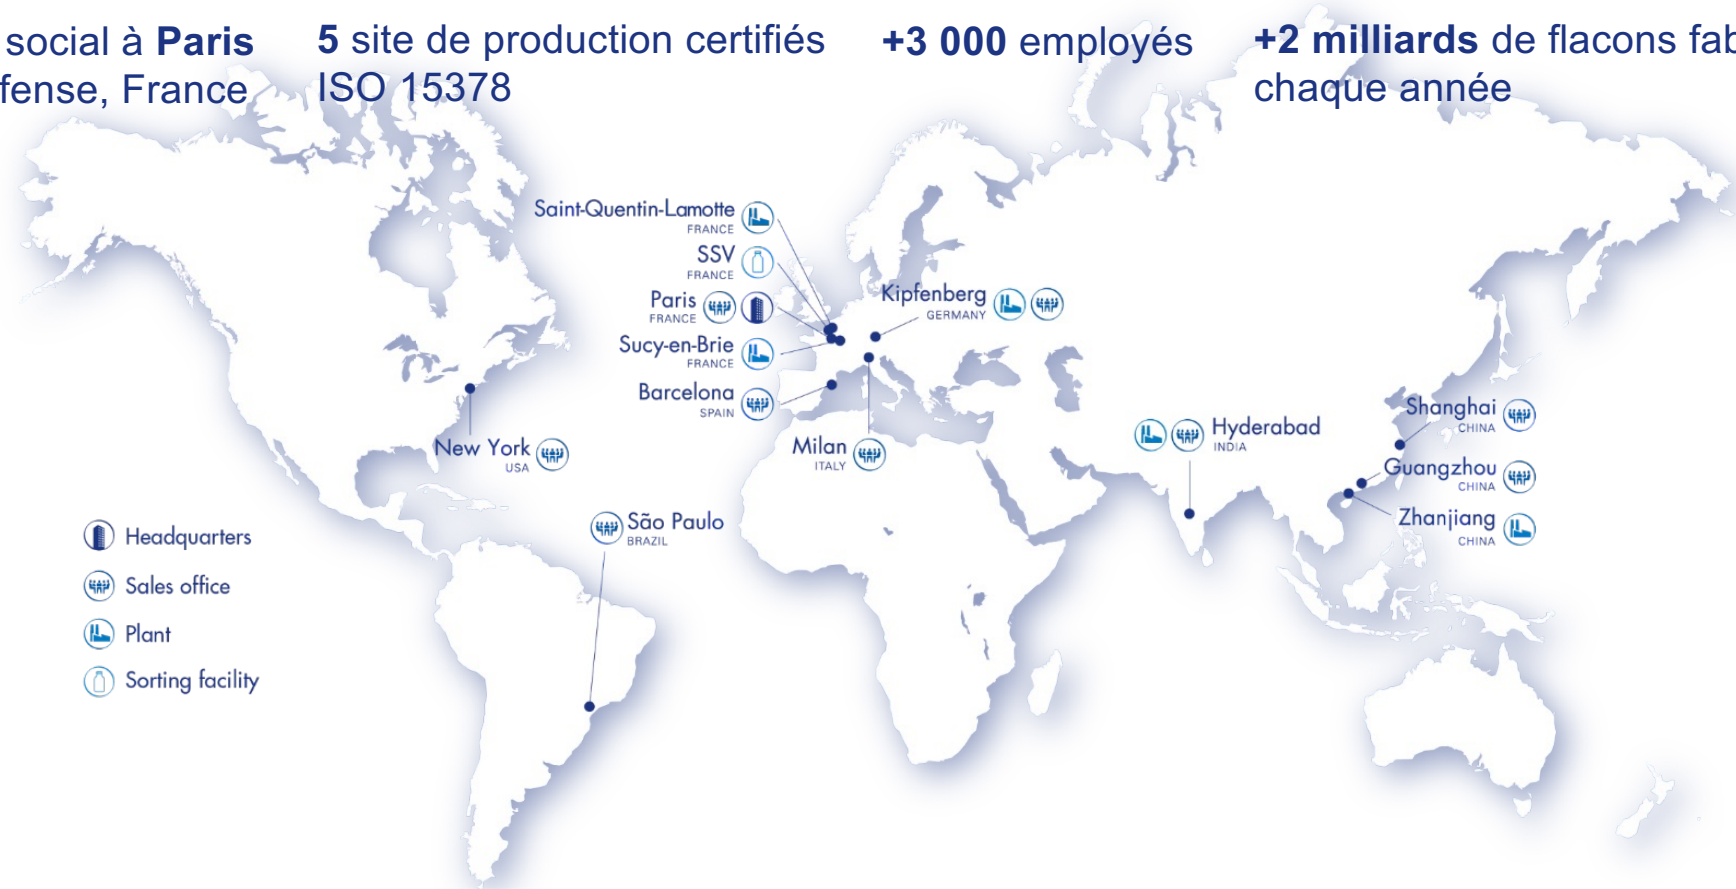 social à Paris
fense, France
5 site de production certifiés
ISO 15378
+3 000 employés
+2 milliards de flacons fab
chaque année
Saint-Quentin-Lamotte
FRANCE
SSV
FRANCE
Paris
FRANCE
Sucy-en-Brie
FRANCE
Barcelona
SPAIN
Kipfenberg
GERMANY
Milan
ITALY
New York
USA
São Paulo
BRAZIL
Hyderabad
INDIA
Shanghai
CHINA
Guangzhou
CHINA
Zhanjiang
CHINA
Headquarters
Sales office
Plant
Sorting facility